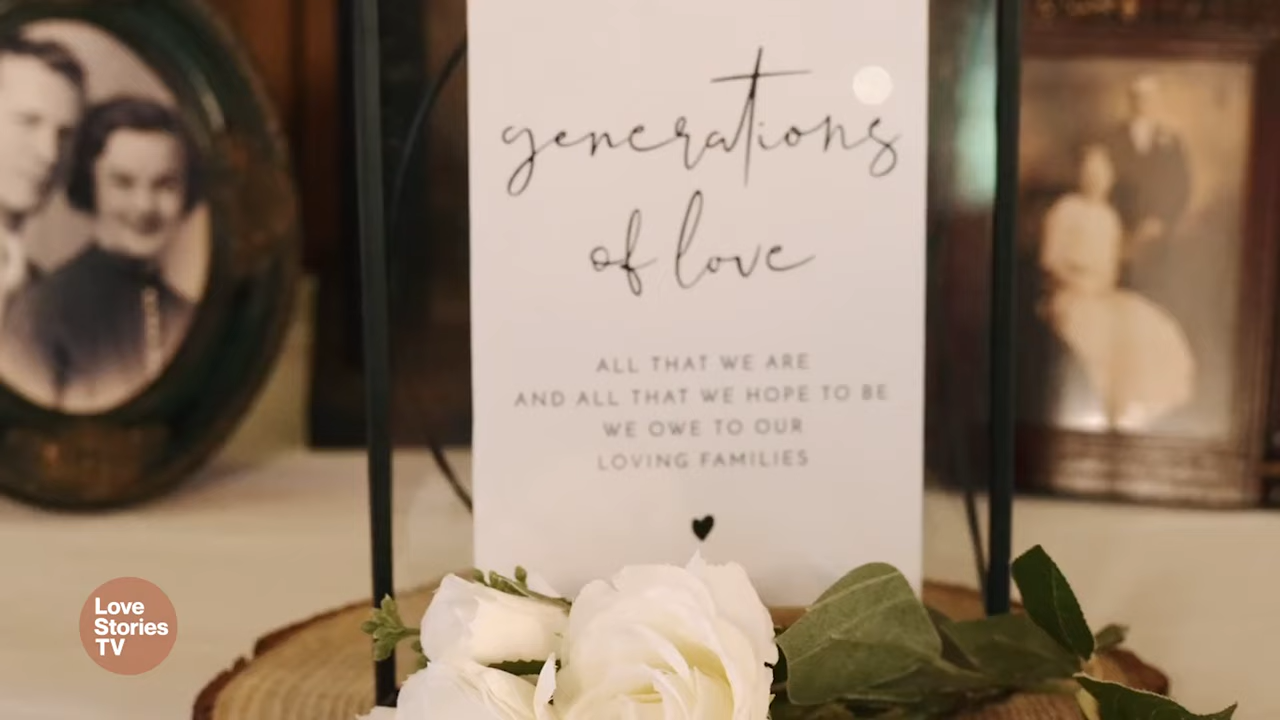 generations
of love
ALL THAT WE ARE
AND ALL THAT WE HOPE TO BE
WE OWE TO OUR
LOVING FAMILIES
Love
Stories
TV